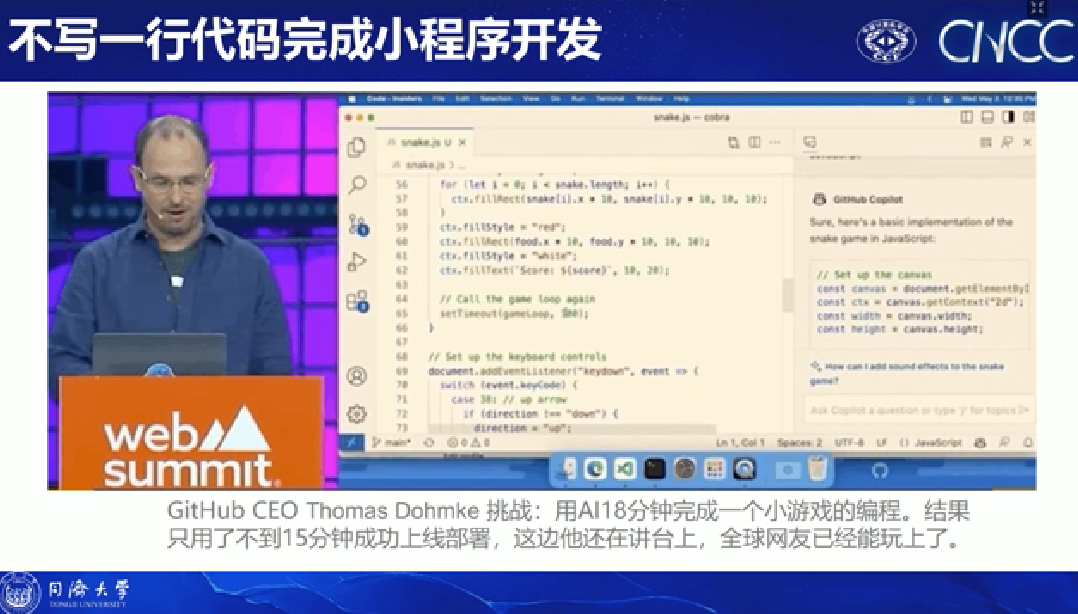 不写一行代码完成小程序开发
CCF
CNCC
Code - Insiders File Edit Selection View Go Run Terminal Window Help
Wed May 3
snake.js — cobra
snake.js U ×
snake.js > ...
56 for (let i = 0; i < snake.length; i++) {
57 ctx.fillRect(snake[i].x * 10, snake[i].y * 10, 10, 10);
58 }
59 ctx.fillStyle = "red";
60 ctx.fillRect(food.x * 10, food.y * 10, 10, 10);
61 ctx.fillStyle = "white";
62 ctx.fillText(`Score: ${score}`, 10, 20);
63
64 // Call the game loop again
65 setTimeout(gameLoop,
66 }
67
68 // Set up the keyboard controls
69 document.addEventListener("keydown", event => {
70 switch (event.keyCode) {
71 case 38: // up arrow
72 if (direction !== "down") {
73 direction = "up";
main*
0 0
Ln 1, Col 1 Spaces: 2 UTF-8 LF () JavaScript
GitHub Copilot
Sure, here's a basic implementation of the
snake game in JavaScript:
// Set up the canvas
const canvas = document.getElementById
const ctx = canvas.getContext("2d");
const width = canvas.width;
const height = canvas.height;
How can I add sound effects to the snake
game?
Ask Copilot a question or type '/' for topics
web
summit
GitHub CEO Thomas Dohmke 挑战：用AI18分钟完成一个小游戏的编程。结果
只用了不到15分钟成功上线部署，这边他还在讲台上，全球网友已经能玩上了。
同济大学
TONGJI UNIVERSITY